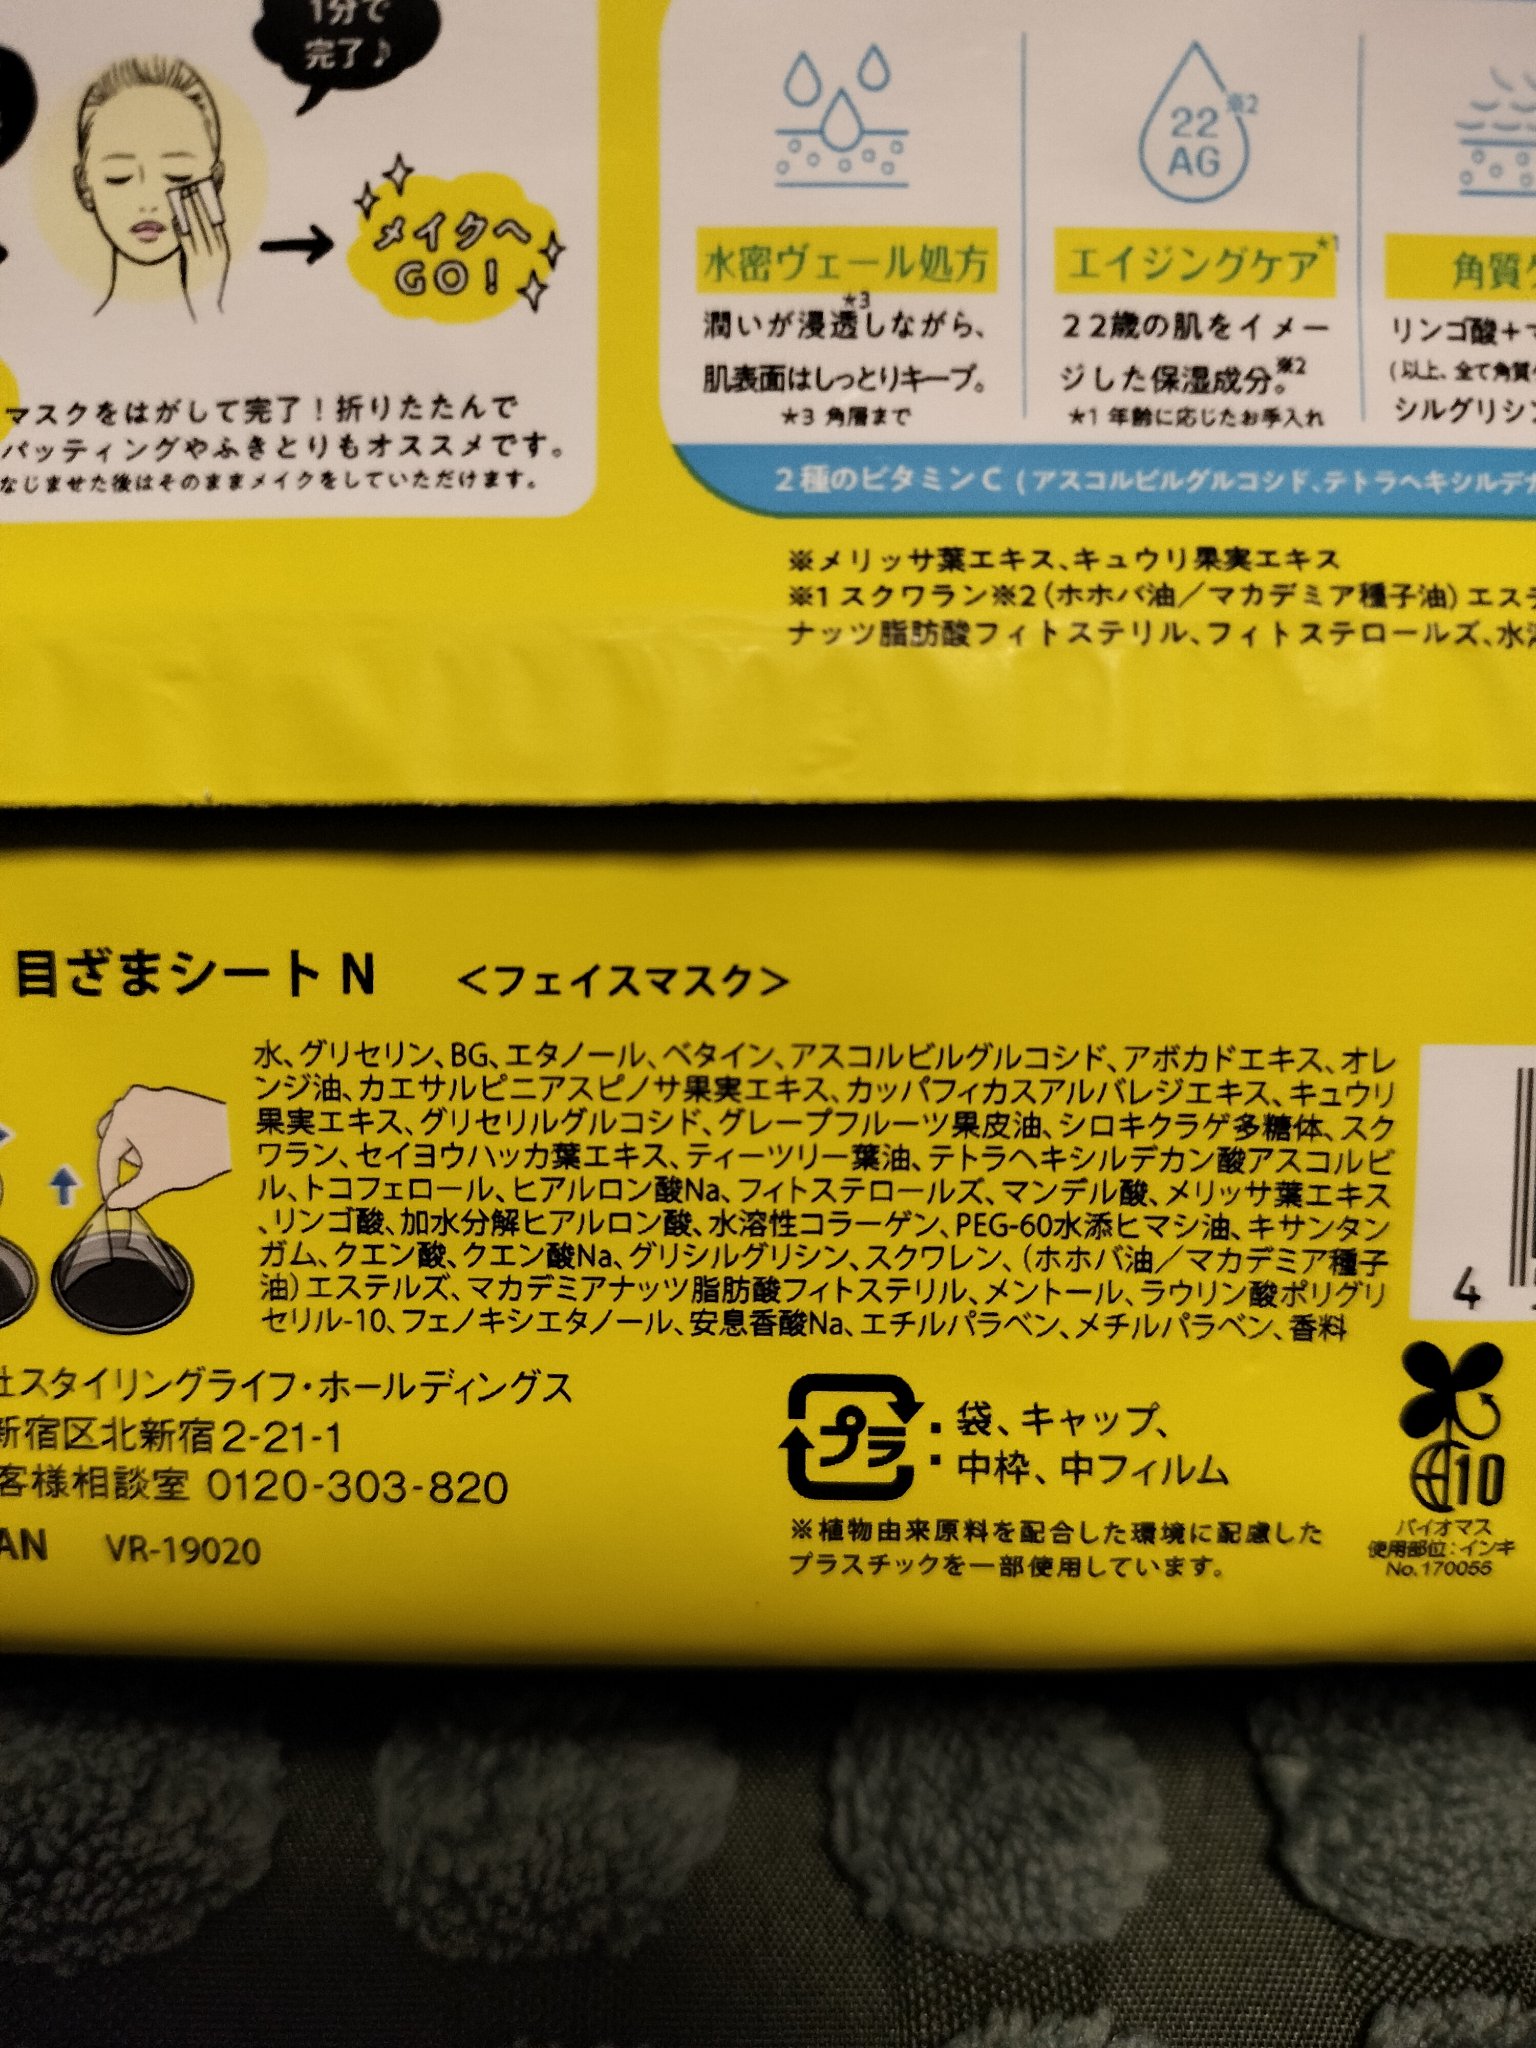 1分で
完了♪
メイクへ
GO!
マスクをはがして完了！折りたたんで
パッティングやふきとりもオススメです。
なじませた後はそのままメイクをしていただけます。
22※2
AG
水密ヴェール処方
潤いが浸透★3しながら、
肌表面はしっとりキープ。
★3 角層まで
エイジングケア★1
22歳の肌をイメー
ジした保湿成分。※2
★1 年齢に応じたお手入れ
角質
リンゴ酸＋
(以上、全て角質
シルグリシン
2種のビタミンC (アスコルビルグルコシド、テトラヘキシルデカ
※メリッサ葉エキス、キュウリ果実エキス
※1 スクワラン※2(ホホバ油／マカデミア種子油)エステ
ナッツ脂肪酸フィトステリル、フィトステロールズ、水溶
目ざまシート N <フェイスマスク>
水、グリセリン、BG、エタノール、ベタイン、アスコルビルグルコシド、アボカドエキス、オレ
ンジ油、カエサルピニアスピノサ果実エキス、カッパフィカスアルバレジエキス、キュウリ
果実エキス、グリセリルグルコシド、グレープフルーツ果皮油、シロキクラゲ多糖体、スク
ワラン、セイヨウハッカ葉エキス、ティーツリー葉油、テトラヘキシルデカン酸アスコルビ
ル、トコフェロール、ヒアルロン酸Na、フィトステロールズ、マンデル酸、メリッサ葉エキス
、リンゴ酸、加水分解ヒアルロン酸、水溶性コラーゲン、PEG-60水添ヒマシ油、キサンタン
ガム、クエン酸、クエン酸Na、グリシルグリシン、スクワレン、(ホホバ油／マカデミア種子
油)エステルズ、マカデミアナッツ脂肪酸フィトステリル、メントール、ラウリン酸ポリグリ
セリル-10、フェノキシエタノール、安息香酸Na、エチルパラベン、メチルパラベン、香料
4
社スタイリングライフ・ホールディングス
新宿区北新宿2-21-1
客様相談室 0120-303-820
AN VR-19020
プラ：袋、キャップ、
中枠、中フィルム
※植物由来原料を配合した環境に配慮した
プラスチックを一部使用しています。
10
バイオマス
使用部位：インキ
No.170055